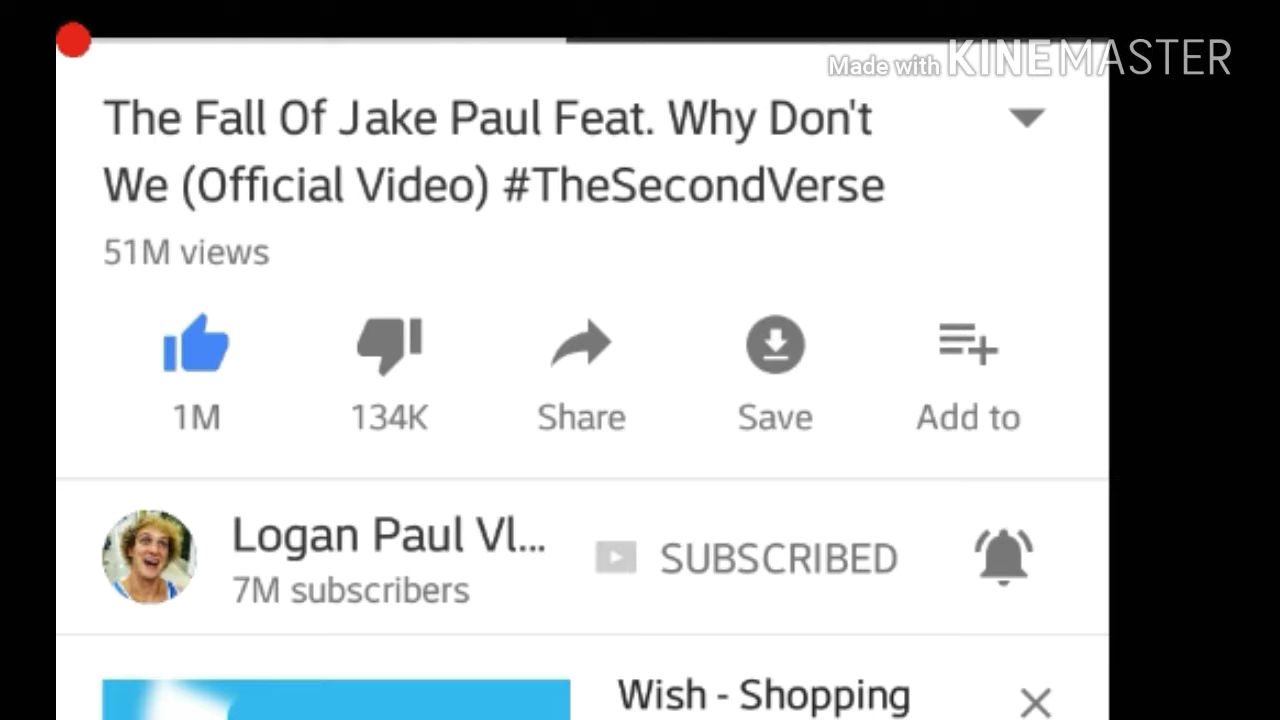 Made with KINEMASTER
The Fall Of Jake Paul Feat. Why Don't
We (Official Video) #TheSecondVerse
51M views
1M 134K Share Save Add to
Logan Paul Vl...
SUBSCRIBED
7M subscribers
Wish - Shopping